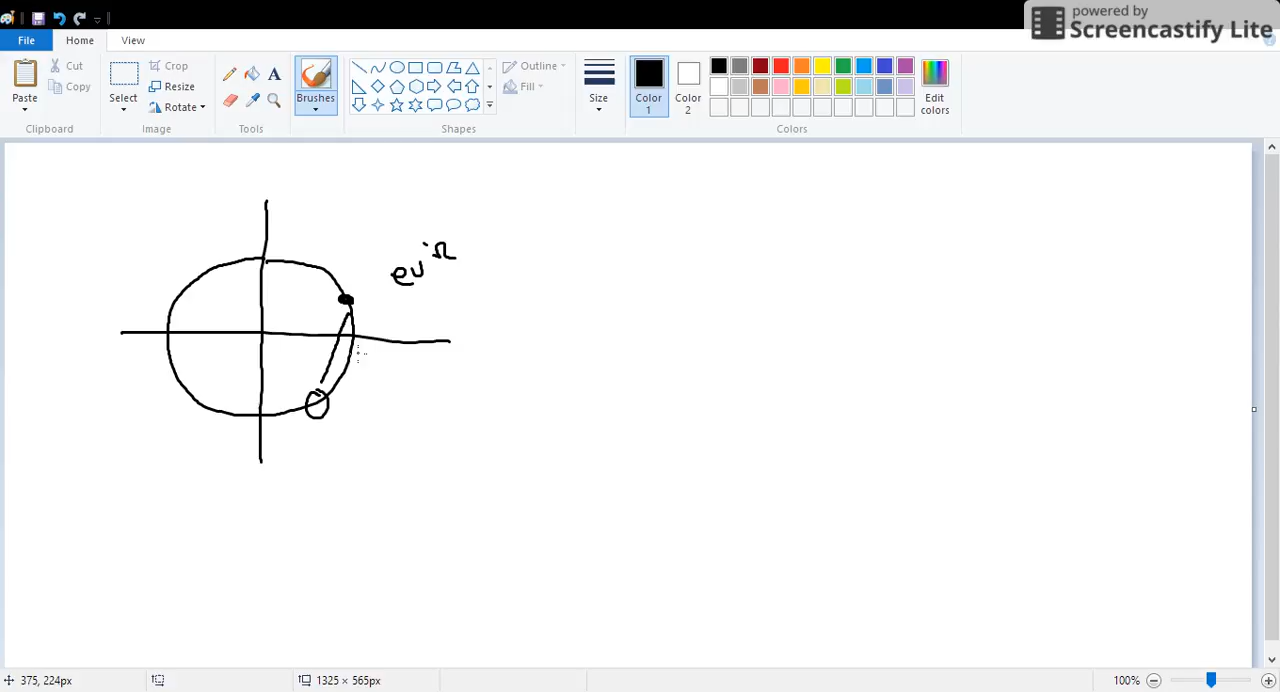 powered by
Screencastify Lite
File Home View
Cut
Copy
Paste
Clipboard
Crop
Resize
Rotate
Select
Image
A
Tools
Brushes
Outline
Fill
Shapes
Size
Color 1
Color 2
Edit colors
Colors
375, 224px
1325 × 565px
100%